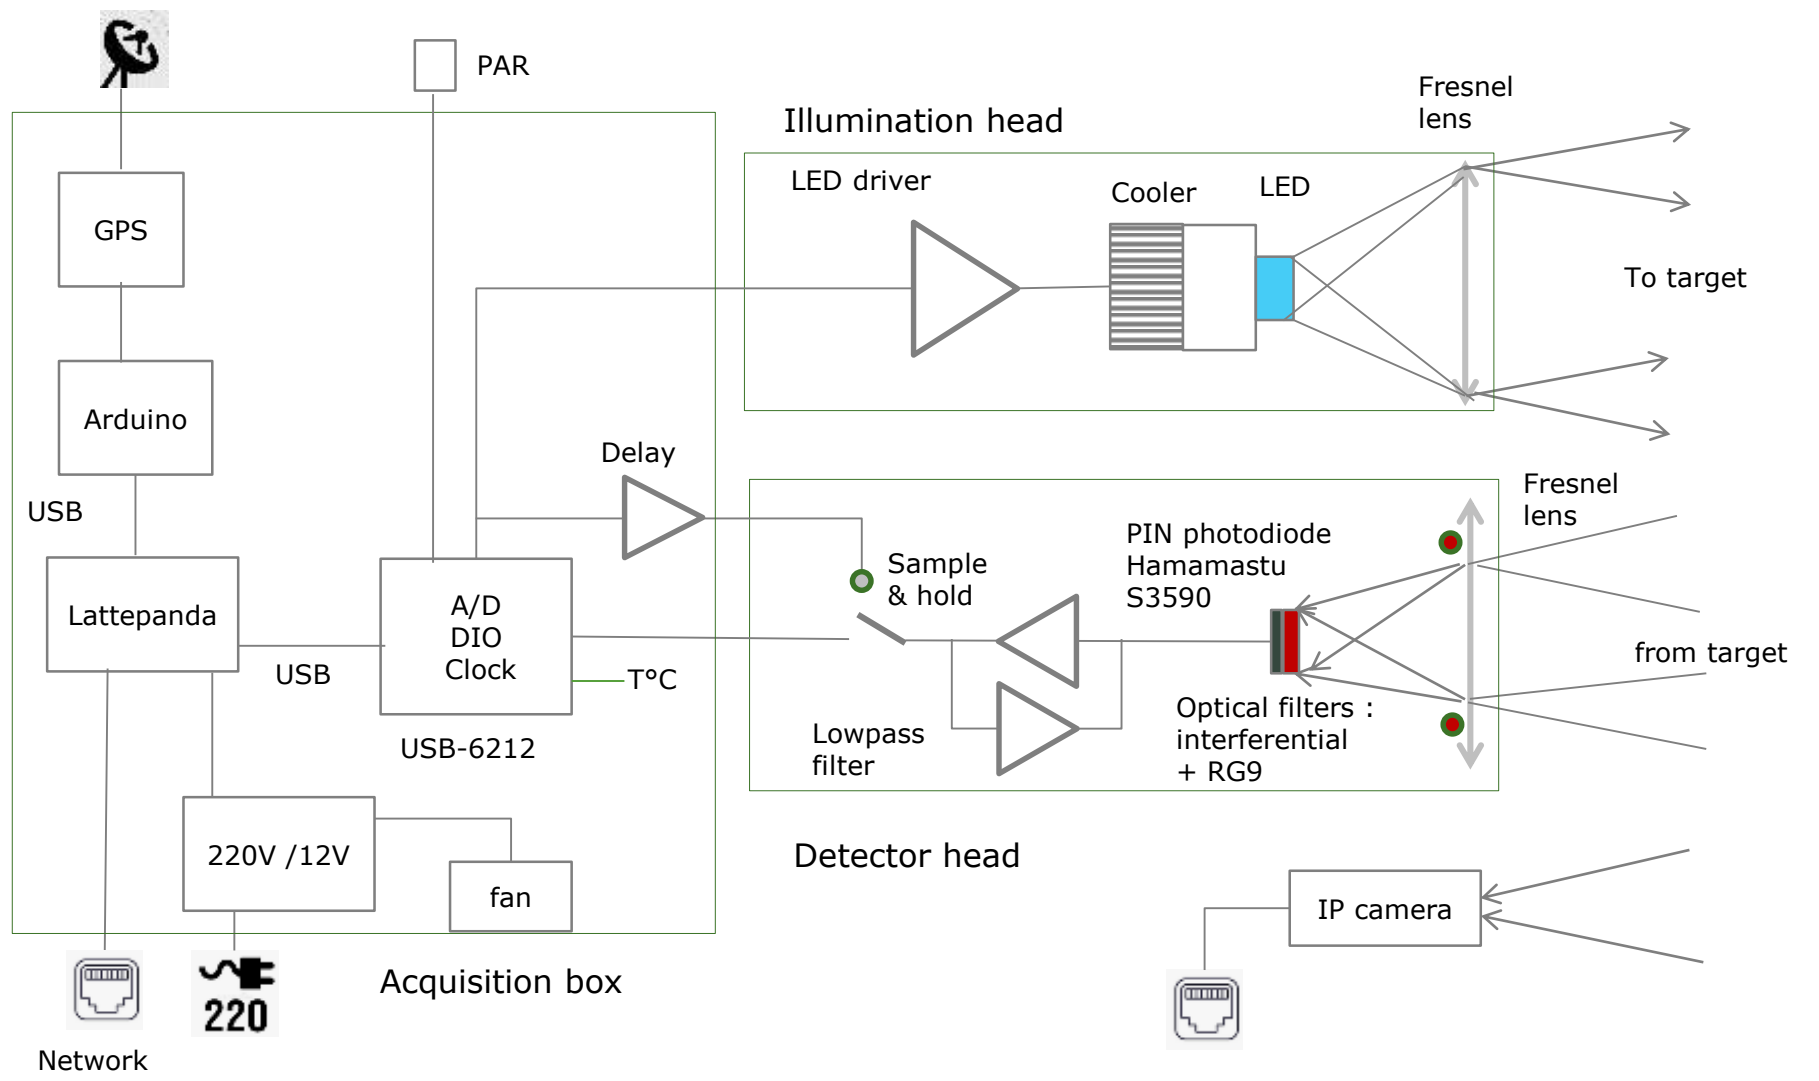 PAR
Fresnel
lens
Illumination head
LED driver
Cooler
LED
GPS
To target
Arduino
Delay
USB
Fresnel
lens
PIN photodiode
Hamamastu
S3590
Sample
& hold
Lattepanda
A/D
DIO
Clock
USB
T°C
from target
Optical filters :
interferential
+ RG9
Lowpass
filter
USB-6212
220V /12V
fan
Detector head
IP camera
Acquisition box
220
Network